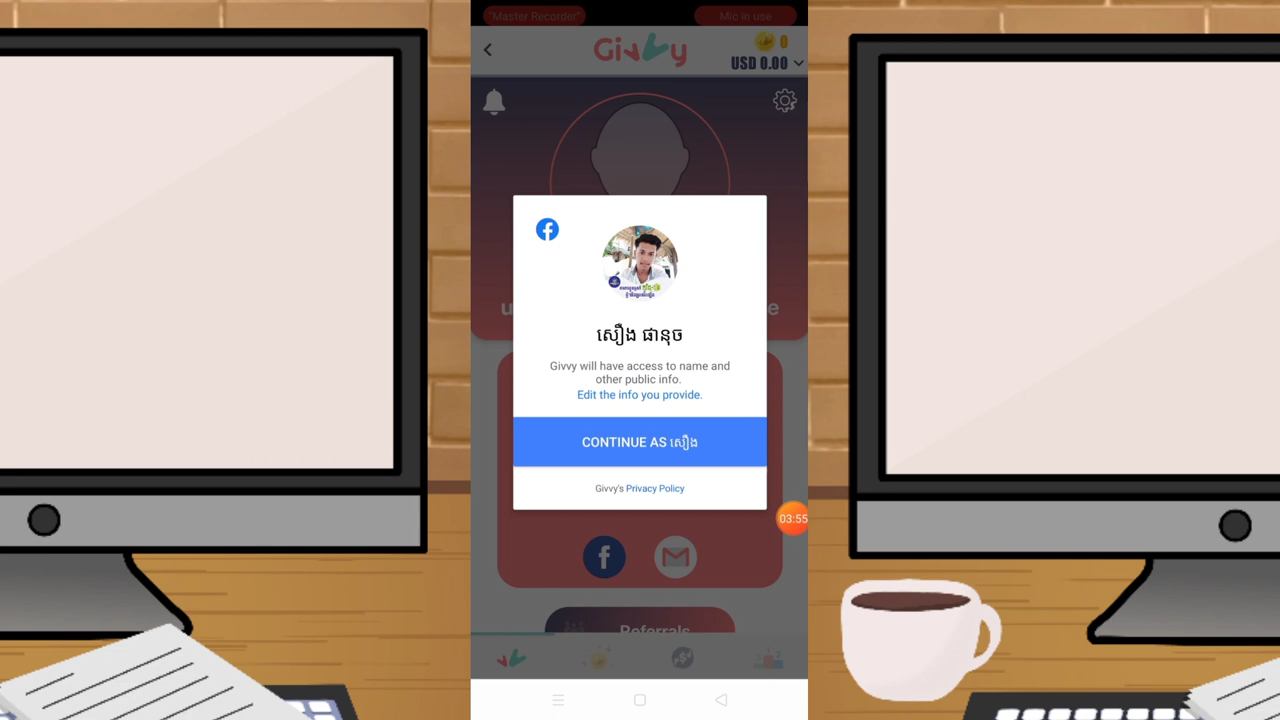 "Master Recorder"
Mic in use
Givvy
0
USD 0.00
សឿង ផានុច
Givvy will have access to name and
other public info.
Edit the info you provide.
CONTINUE AS សឿង
Givvy's Privacy Policy
03:55
Referrals